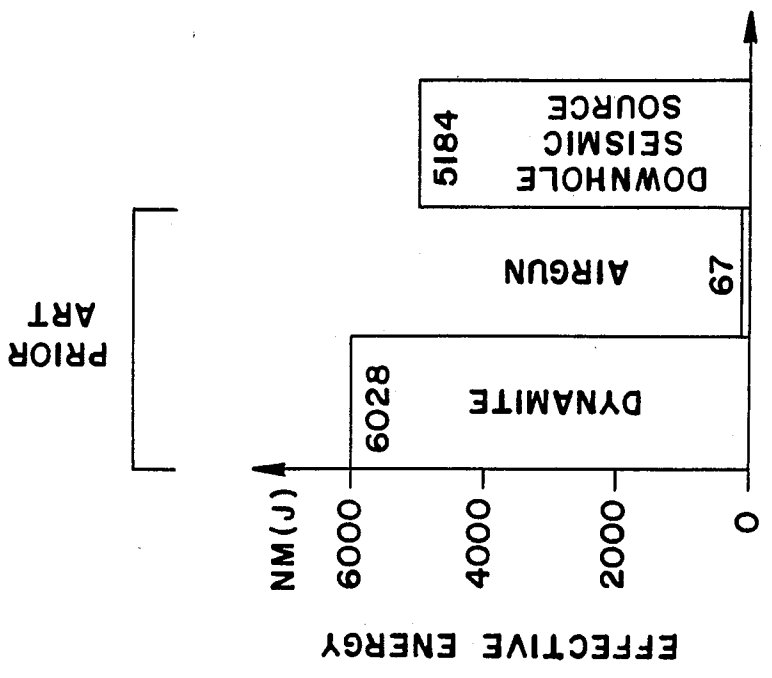 PRIOR
ART
EFFECTIVE ENERGY
NM(J)
6000
4000
2000
0
6028
DYNAMITE
67
AIRGUN
5184
DOWNHOLE
SEISMIC
SOURCE